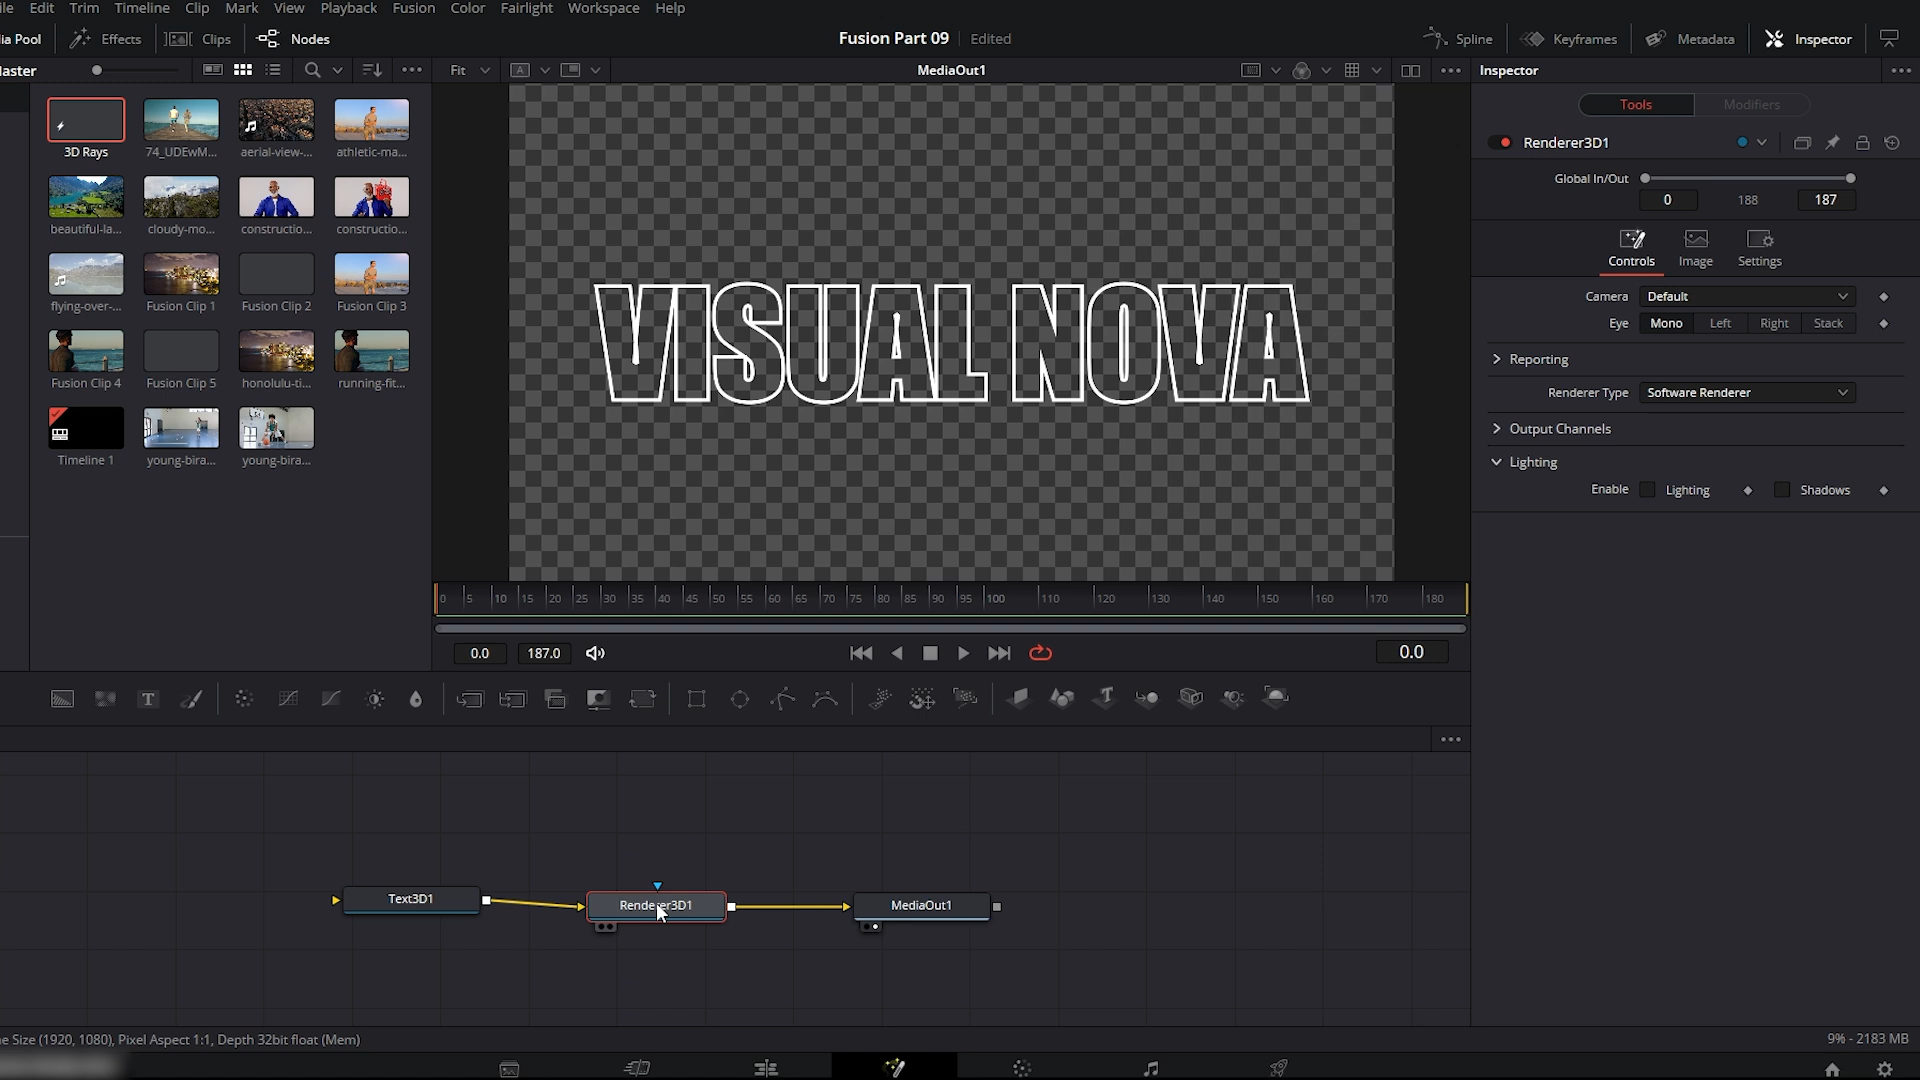 ile Edit Trim Timeline Clip Mark View Playback Fusion Color Fairlight Workspace Help
ia Pool Effects Clips Nodes Fusion Part 09 Edited Spline Keyframes Metadata Inspector
laster Fit A MediaOut1 Inspector
Tools Modifiers
Renderer3D1
3D Rays 74_UDEwM... aerial-view-... athletic-ma...
Global In/Out
0 188 187
beautiful-la... cloudy-mo... constructio... constructio...
Controls Image Settings
flying-over-... Fusion Clip 1 Fusion Clip 2 Fusion Clip 3
Camera Default
Eye Mono Left Right Stack
VISUAL NOVA
Reporting
Fusion Clip 4 Fusion Clip 5 honolulu-ti... running-fit...
Renderer Type Software Renderer
Output Channels
Timeline 1 young-bira... young-bira...
Lighting
Enable Lighting Shadows
0 5 10 15 20 25 30 35 40 45 50 55 60 65 70 75 80 85 90 95 100 110 120 130 140 150 160 170 180
0.0 187.0 0.0
T T
Text3D1 Renderer3D1 MediaOut1
e Size (1920, 1080), Pixel Aspect 1:1, Depth 32bit float (Mem) 9% - 2183 MB